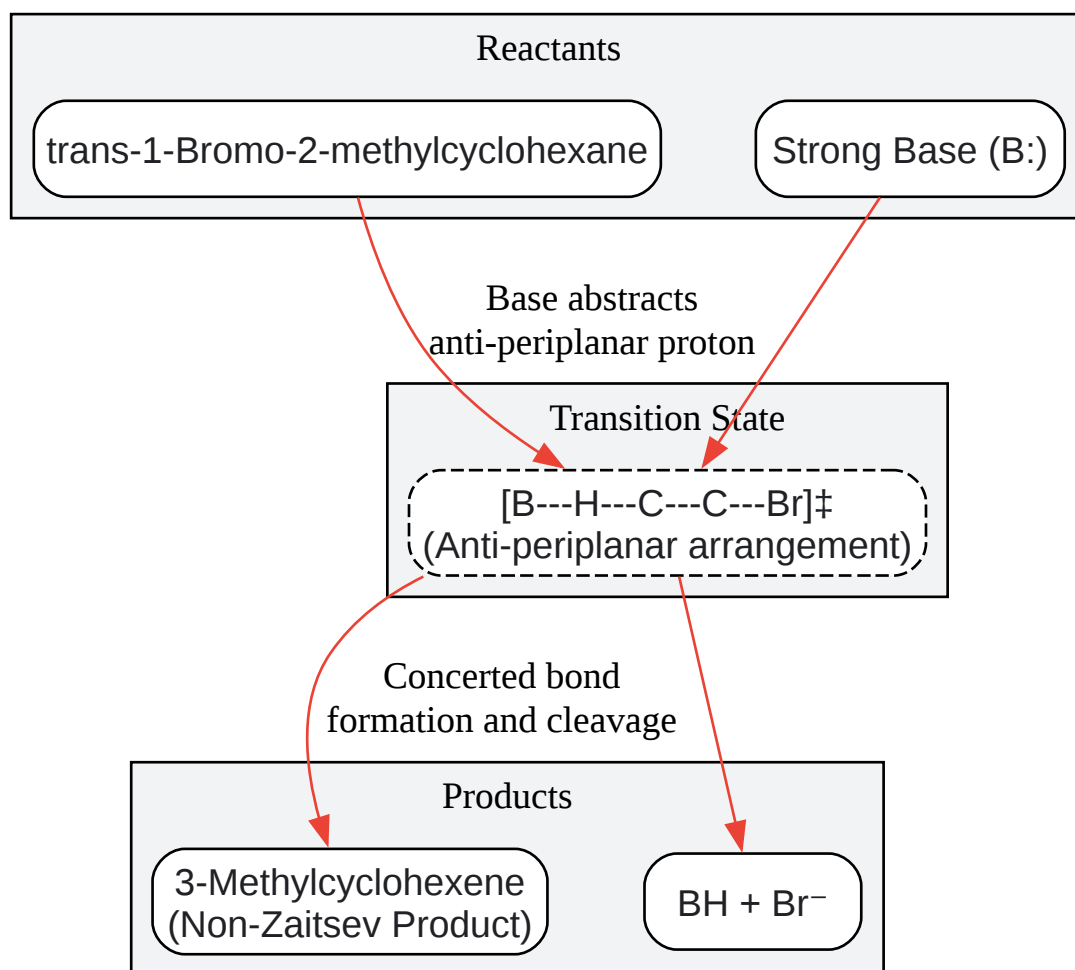 Reactants
trans-1-Bromo-2-methylcyclohexane
Strong Base (B:)
Base abstracts
anti-periplanar proton
Transition State
[B---H---C---C---Br]‡
(Anti-periplanar arrangement)
Concerted bond
formation and cleavage
Products
3-Methylcyclohexene
(Non-Zaitsev Product)
BH + Br⁻